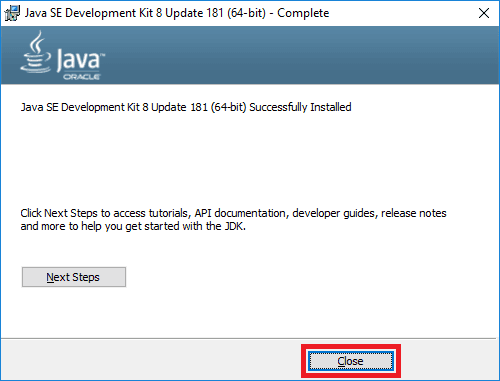 Java SE Development Kit 8 Update 181 (64-bit) - Complete
Java™
ORACLE
Java SE Development Kit 8 Update 181 (64-bit) Successfully Installed
Click Next Steps to access tutorials, API documentation, developer guides, release notes
and more to help you get started with the JDK.
Next Steps
Close